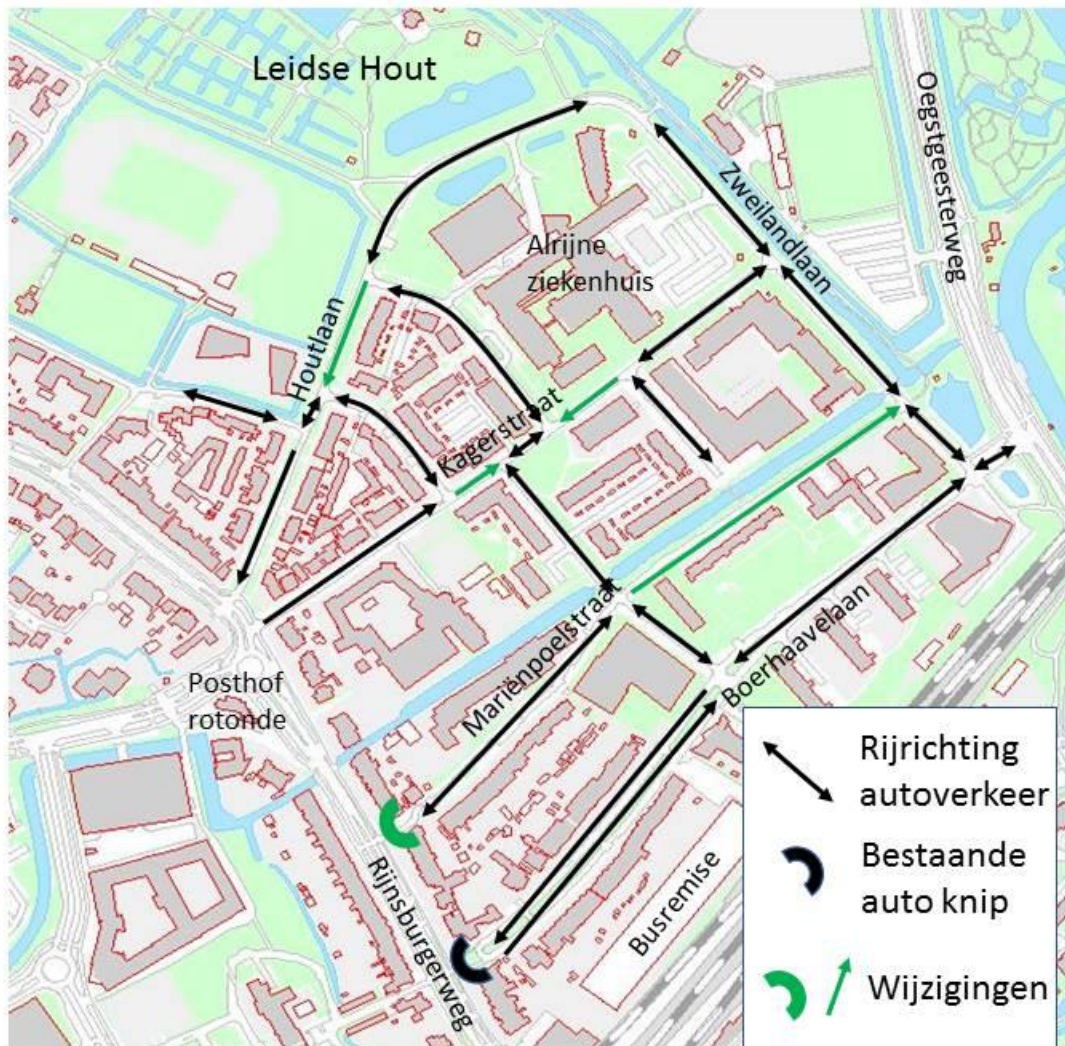 Leidse Hout
Oegstgeesterweg
Zweilandlaan
Alrijne
ziekenhuis
Houtlaan
Kagerstraat
Mariënpoelstraat
Boerhaavelaan
Posthof
rotonde
Rijnsburgerweg
Busremise
Rijrichting
autoverkeer
Bestaande
auto knip
Wijzigingen